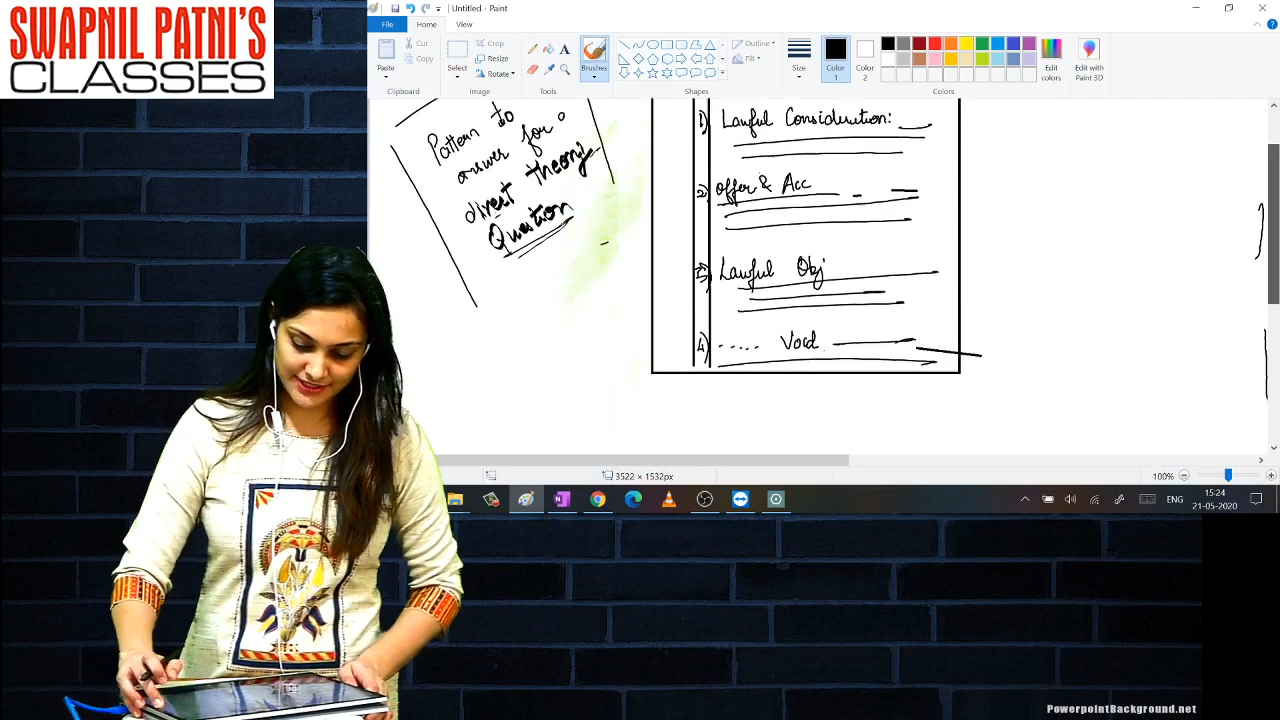 SWAPNIL PATNI'S
CLASSES
Untitled - Paint
File
Home
View
Paste
Cut
Copy
Clipboard
Select
Crop
Resize
Rotate
Image
Tools
Brushes
Shapes
Outline
Fill
Size
Color
1
Color
2
Edit
colors
Edit with
Paint 3D
Colors
Pattern to
answer for
direct theory
Question
1) Lawful Consideration:
2) Offer & Acc
3) Lawful Obj
4) ..... Void
3522 × 1532px
100%
ENG
15:24
21-05-2020
PowerpointBackground.net